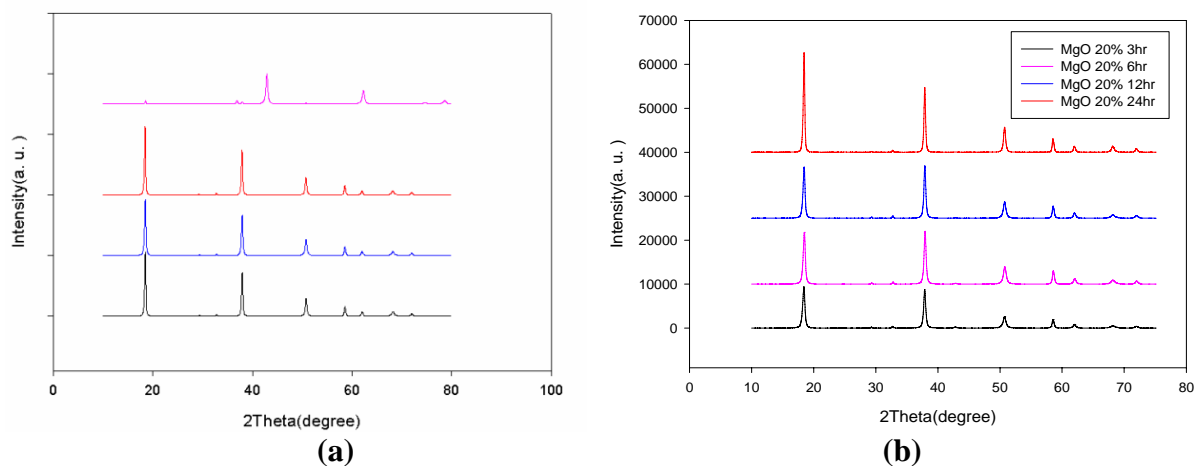 Intensity(a. u. )
0 20 40 60 80 100
2Theta(degree)
(a)
70000
60000
50000
40000
30000
20000
10000
0
Intensity(a. u. )
MgO 20% 3hr
MgO 20% 6hr
MgO 20% 12hr
MgO 20% 24hr
0 10 20 30 40 50 60 70 80
2Theta(degree)
(b)